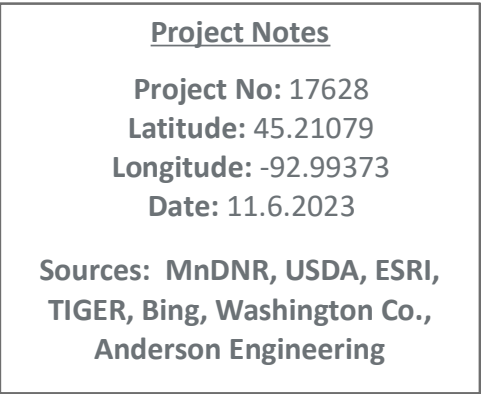 Project Notes
Project No: 17628
Latitude: 45.21079
Longitude: -92.99373
Date: 11.6.2023
Sources: MnDNR, USDA, ESRI,
TIGER, Bing, Washington Co.,
Anderson Engineering